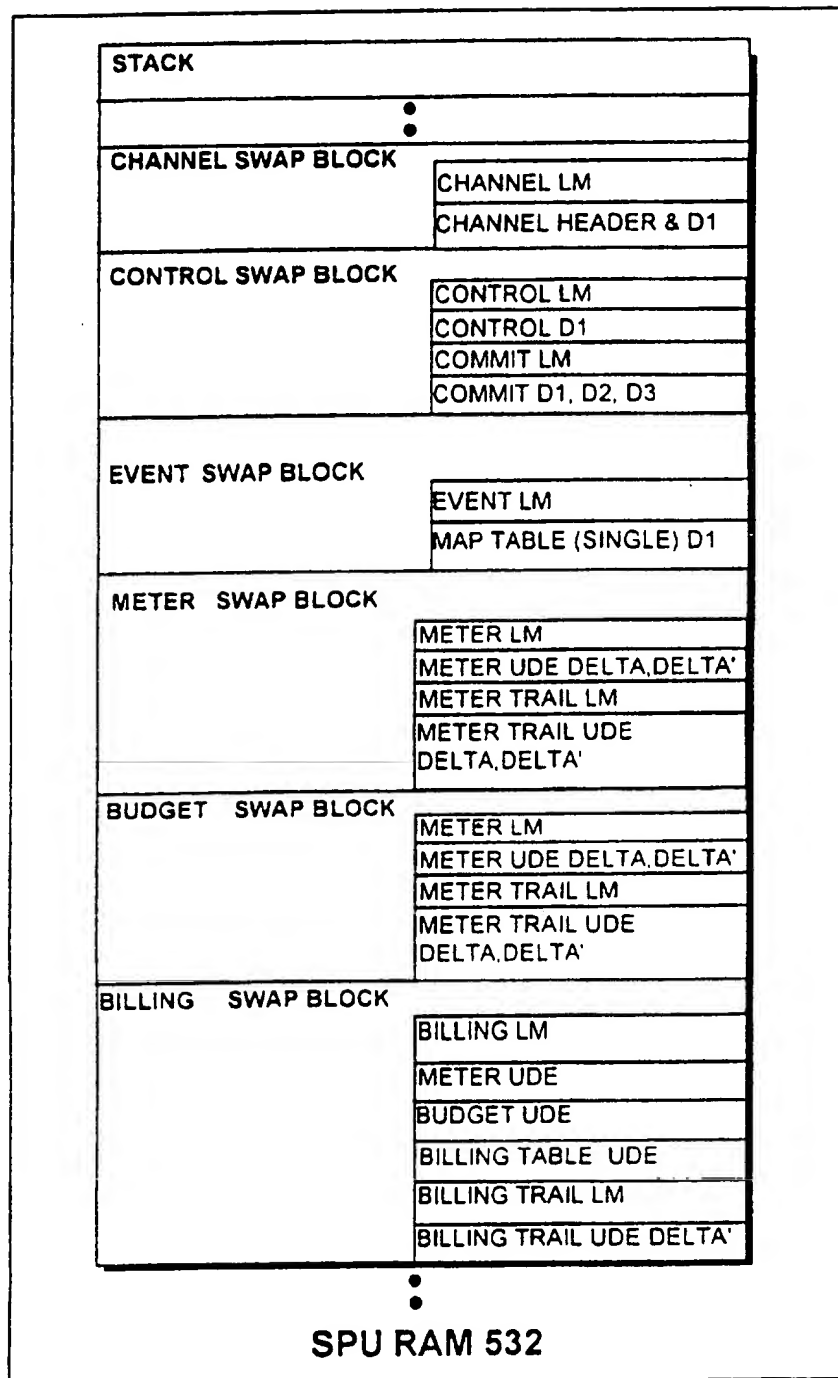 STACK
CHANNEL SWAP BLOCK
CHANNEL LM
CHANNEL HEADER & D1
CONTROL SWAP BLOCK
CONTROL LM
CONTROL D1
COMMIT LM
COMMIT D1, D2, D3
EVENT SWAP BLOCK
EVENT LM
MAP TABLE (SINGLE) D1
METER SWAP BLOCK
METER LM
METER UDE DELTA,DELTA'
METER TRAIL LM
METER TRAIL UDE
DELTA,DELTA'
BUDGET SWAP BLOCK
METER LM
METER UDE DELTA,DELTA'
METER TRAIL LM
METER TRAIL UDE
DELTA,DELTA'
BILLING SWAP BLOCK
BILLING LM
METER UDE
BUDGET UDE
BILLING TABLE UDE
BILLING TRAIL LM
BILLING TRAIL UDE DELTA'
SPU RAM 532